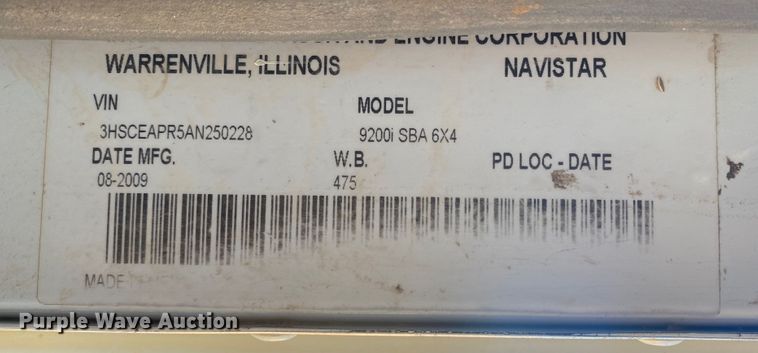 AND ENGINE CORPORATION
WARRENVILLE, ILLINOIS NAVISTAR
VIN MODEL
3HSCEAPR5AN250228 9200i SBA 6X4
DATE MFG. W.B. PD LOC - DATE
08-2009 475
MADE
Purple Wave Auction